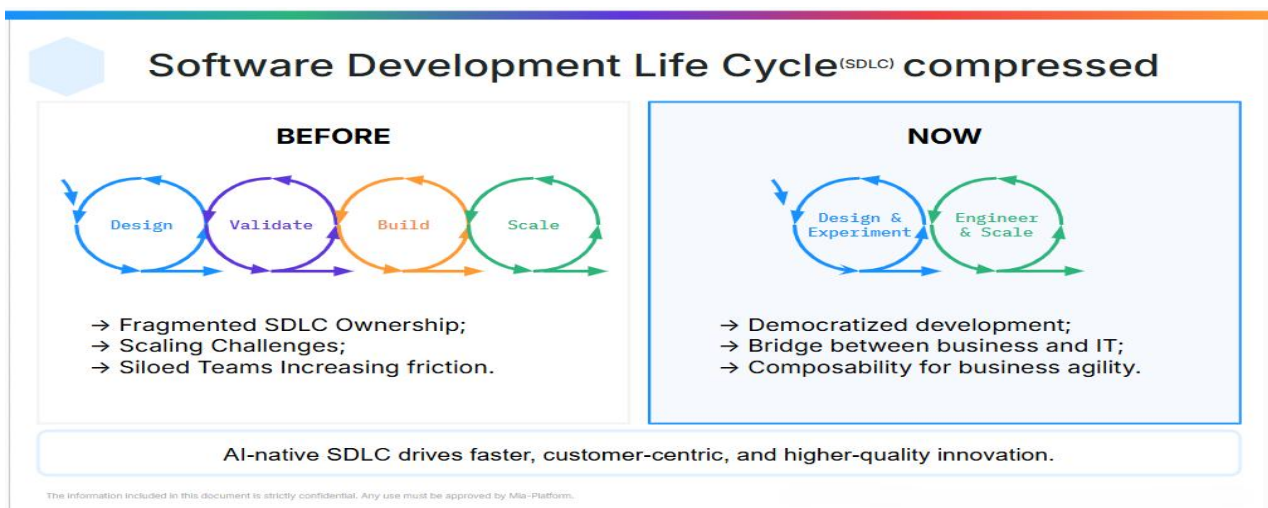 Software Development Life Cycle(SDLC) compressed
BEFORE
Design
Validate
Build
Scale
→ Fragmented SDLC Ownership;
→ Scaling Challenges;
→ Siloed Teams Increasing friction.
NOW
Design &
Experiment
Engineer
& Scale
→ Democratized development;
→ Bridge between business and IT;
→ Composability for business agility.
AI-native SDLC drives faster, customer-centric, and higher-quality innovation.
The information included in this document is strictly confidential. Any use must be approved by Mia-Platform.